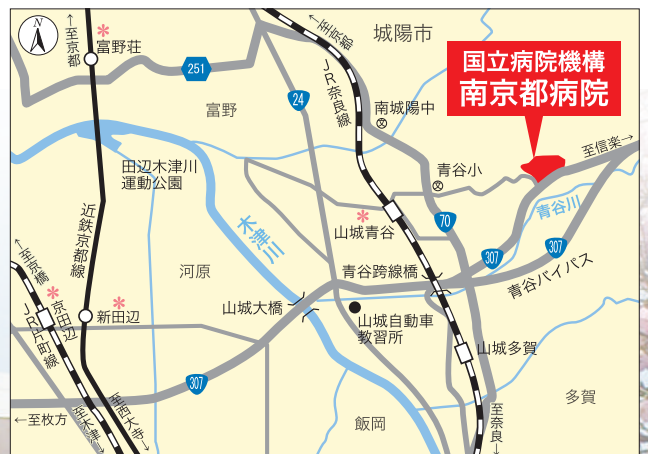 N
←至京都
富野荘
251
富野
←至京都
JR奈良線
城陽市
24
国立病院機構
南京都病院
南城陽中
至信楽→
青谷小
田辺木津川
運動公園
近鉄京都線
木津川
山城青谷
70
青谷川
307
307
←至京橋
河原
青谷跨線橋
青谷バイパス
京田辺
JR片町線
新田辺
山城大橋
山城自動車
教習所
山城多賀
307
多賀
←至枚方
至木津→
至西大寺→
飯岡
至奈良→